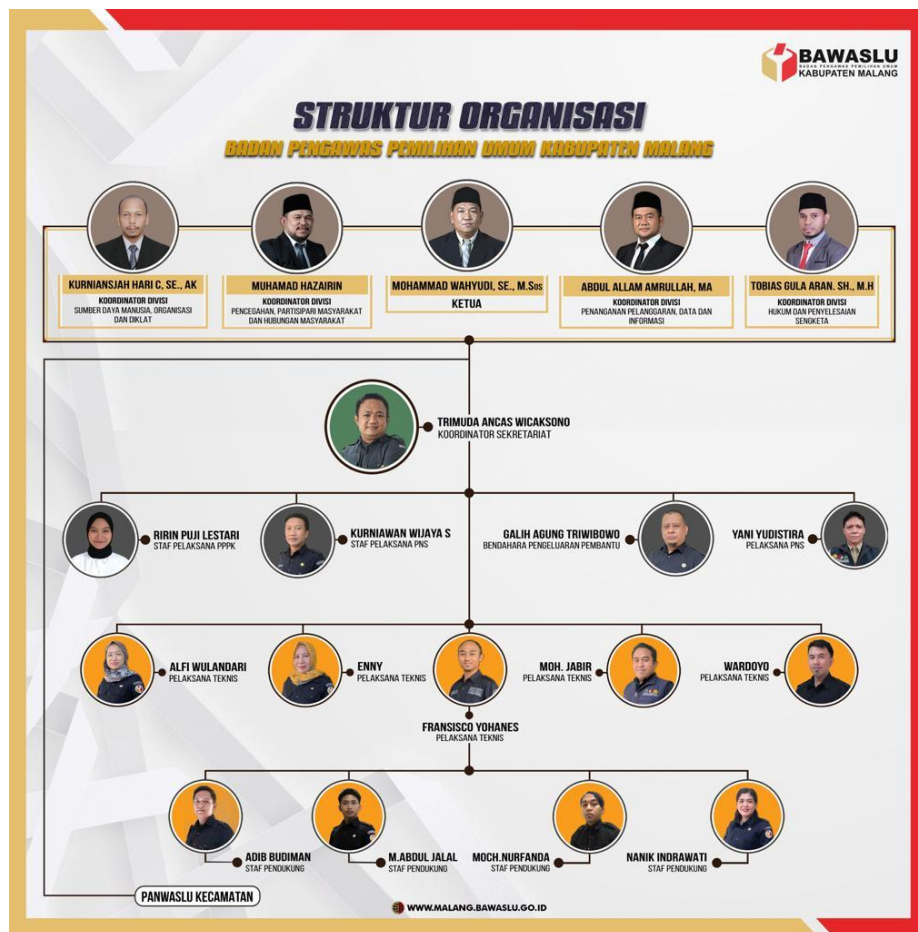 BAWASLU
BADAN PENGAWAS PEMILIHAN UMUM
KABUPATEN MALANG
STRUKTUR ORGANISASI
BADAN PENGAWAS PEMILIHAN UMUM KABUPATEN MALANG
KURNIANSJAH HARI C, SE., AK
KOORDINATOR DIVISI
SUMBER DAYA MANUSIA, ORGANISASI
DAN DIKLAT
MUHAMAD HAZAIRIN
KOORDINATOR DIVISI
PENCEGAHAN, PARTISIPARI MASYARAKAT
DAN HUBUNGAN MASYARAKAT
MOHAMMAD WAHYUDI, SE., M.Sos
KETUA
ABDUL ALLAM AMRULLAH, MA
KOORDINATOR DIVISI
PENANGANAN PELANGGARAN, DATA DAN
INFORMASI
TOBIAS GULA ARAN. SH., M.H
KOORDINATOR DIVISI
HUKUM DAN PENYELESAIAN
SENGKETA
TRIMUDA ANCAS WICAKSONO
KOORDINATOR SEKRETARIAT
RIRIN PUJI LESTARI
STAF PELAKSANA PPPK
KURNIAWAN WIJAYA S
STAF PELAKSANA PNS
GALIH AGUNG TRIWIBOWO
BENDAHARA PENGELUARAN PEMBANTU
YANI YUDISTIRA
PELAKSANA PNS
ALFI WULANDARI
PELAKSANA TEKNIS
ENNY
PELAKSANA TEKNIS
MOH. JABIR
PELAKSANA TEKNIS
WARDOYO
PELAKSANA TEKNIS
FRANSISCO YOHANES
PELAKSANA TEKNIS
ADIB BUDIMAN
STAF PENDUKUNG
M.ABDUL JALAL
STAF PENDUKUNG
MOCH.NURFANDA
STAF PENDUKUNG
NANIK INDRAWATI
STAF PENDUKUNG
PANWASLU KECAMATAN
WWW.MALANG.BAWASLU.GO.ID